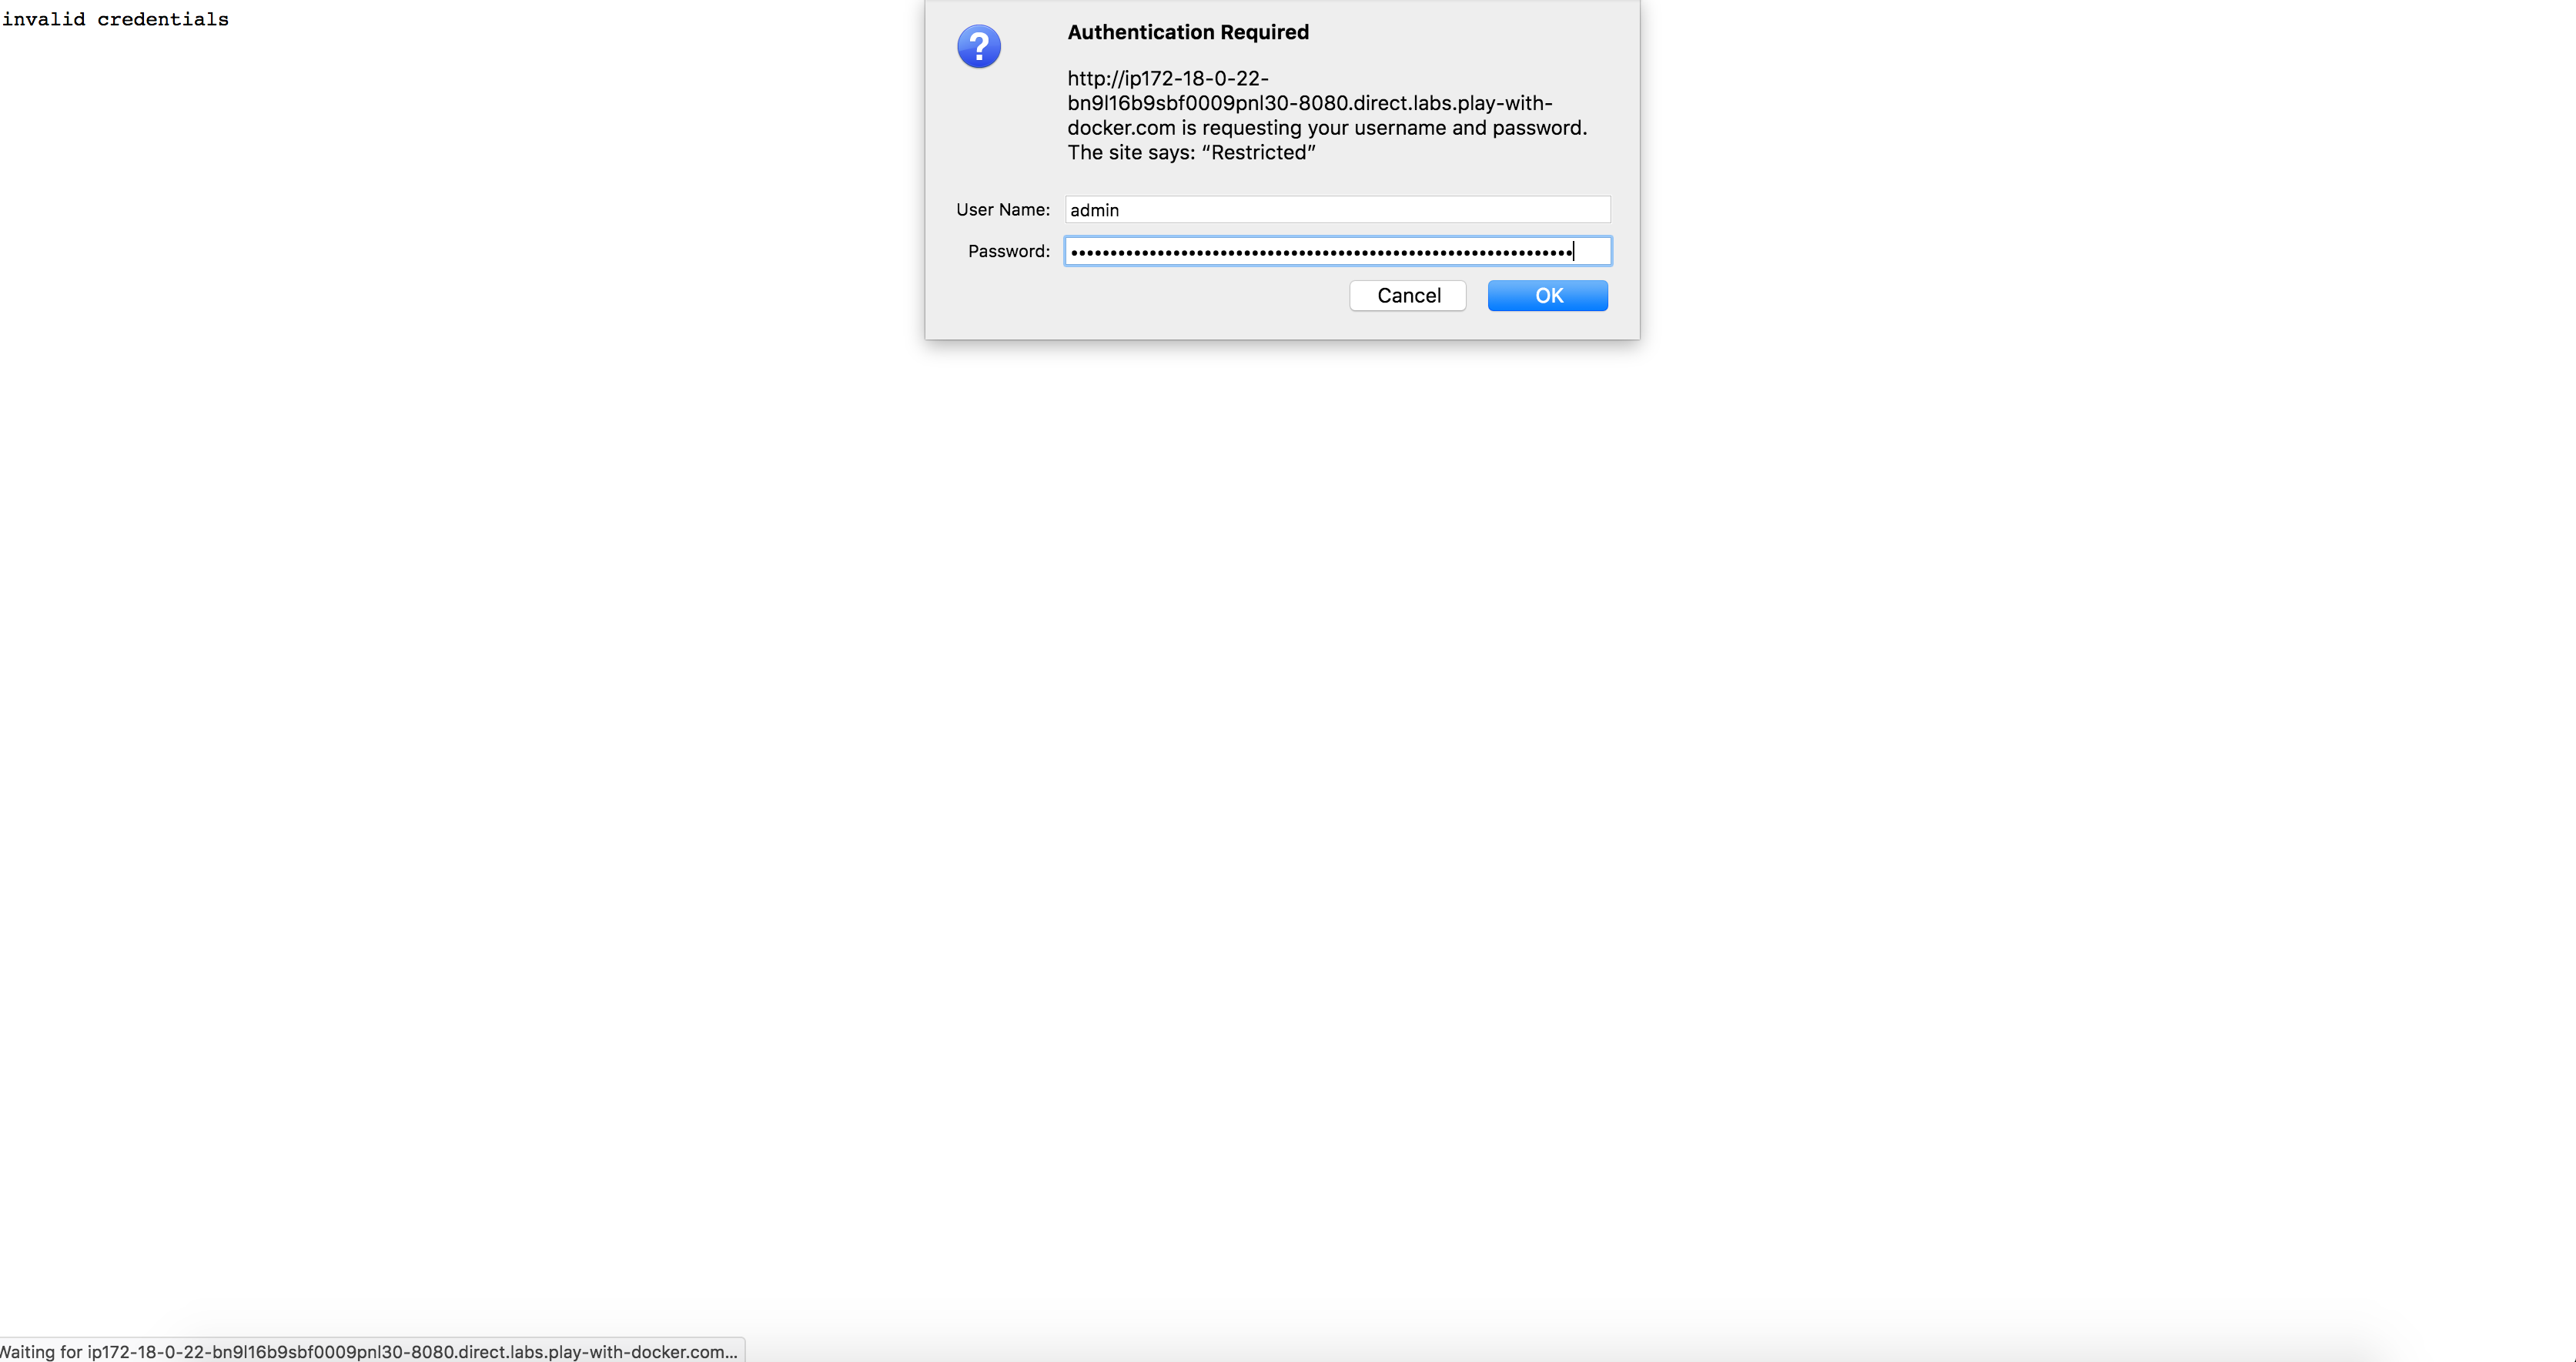 invalid credentials
Authentication Required
http://ip172-18-0-22-
bn9l16b9sbf0009pnl30-8080.direct.labs.play-with-
docker.com is requesting your username and password.
The site says: “Restricted”
User Name: admin
Password: ••••••••••••••••••••••••••••••••••••••••••••••••••••••••••••••••
Cancel OK
Waiting for ip172-18-0-22-bn9l16b9sbf0009pnl30-8080.direct.labs.play-with-docker.com...